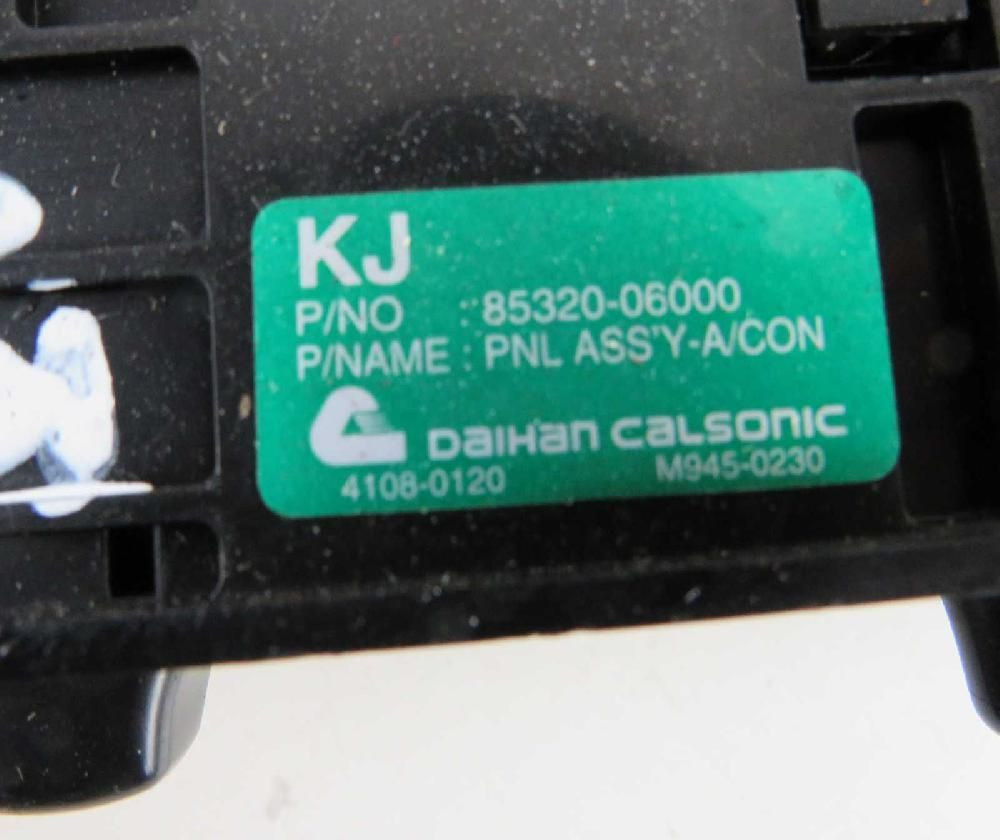 KJ
P/NO : 85320-06000
P/NAME : PNL ASS'Y-A/CON
DAIHAN CALSONIC
4108-0120 M945-0230